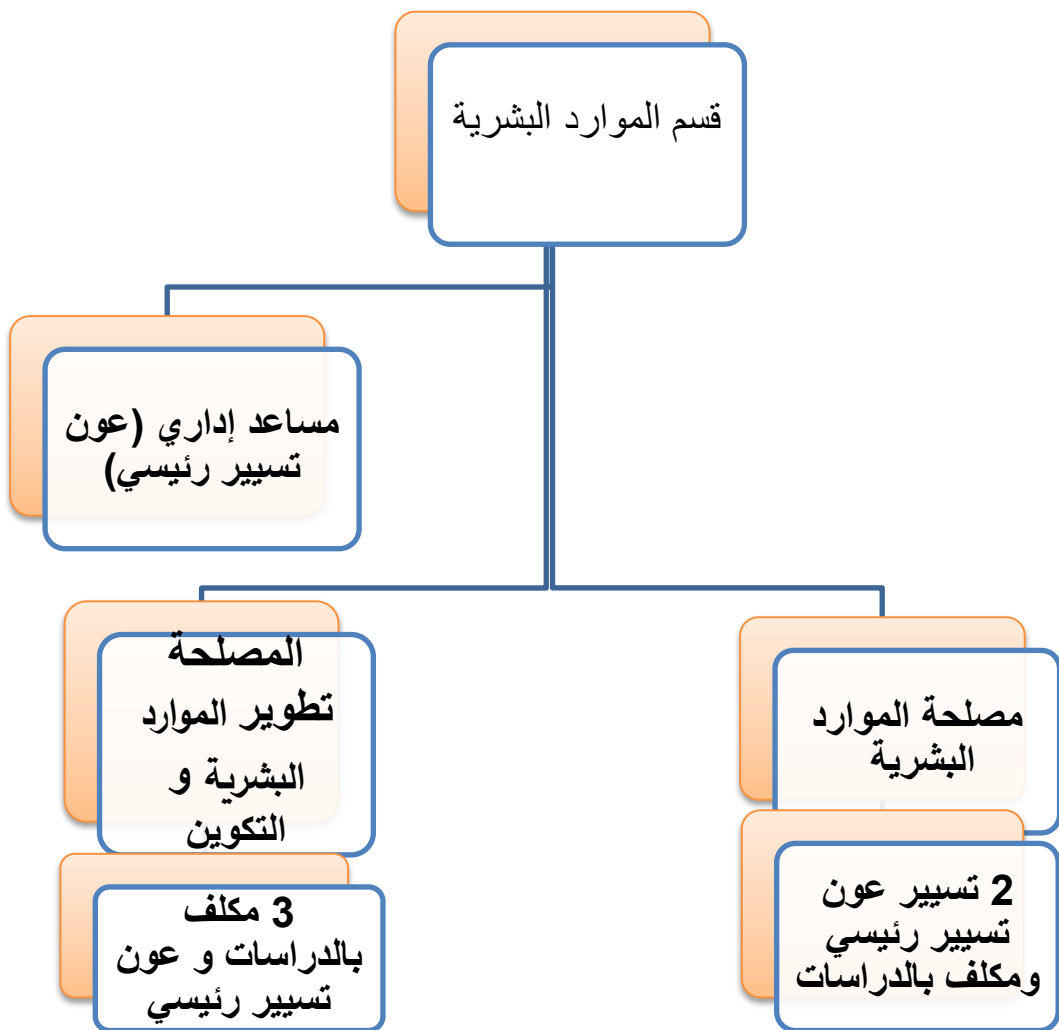 قسم الموارد البشرية
مساعد إداري (عون
تسيير رئيسي)
مصلحة الموارد
البشرية
2 تسيير عون
تسيير رئيسي
ومكلف بالدراسات
المصلحة
تطوير الموارد
البشرية و
التكوين
3 مكلف
بالدراسات و عون
تسيير رئيسي